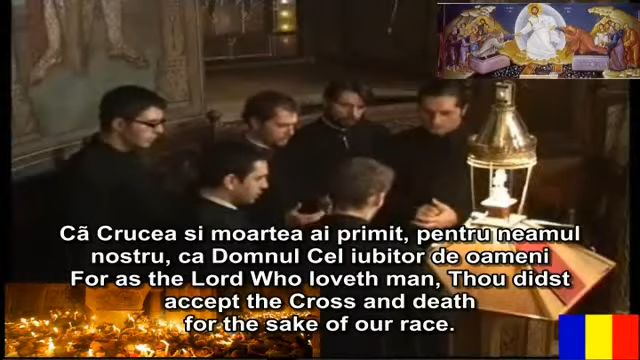 Cã Crucea si moartea ai primit, pentru neamul
nostru, ca Domnul Cel iubitor de oameni
For as the Lord Who loveth man, Thou didst
accept the Cross and death
for the sake of our race.